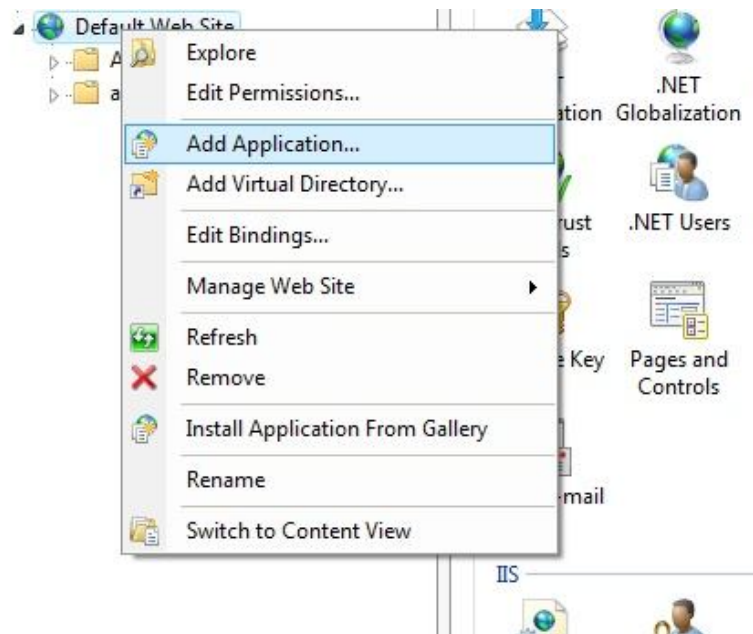 Default Web Site
Explore
Edit Permissions...
Add Application...
Add Virtual Directory...
Edit Bindings...
Manage Web Site
Refresh
Remove
Install Application From Gallery
Rename
Switch to Content View
.NET
Globalization
.NET Users
Key
Pages and
Controls
IIS